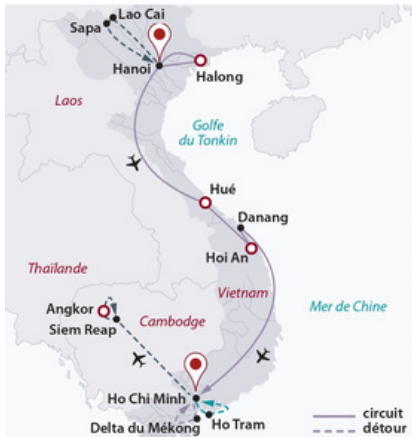 Lao Cai
Sapa
Hanoi
Halong
Laos
Golfe
du Tonkin
Hué
Danang
Hoi An
Thaïlande
Vietnam
Angkor
Siem Reap
Cambodge
Mer de Chine
Ho Chi Minh
Delta du Mékong
Ho Tram
circuit
détour